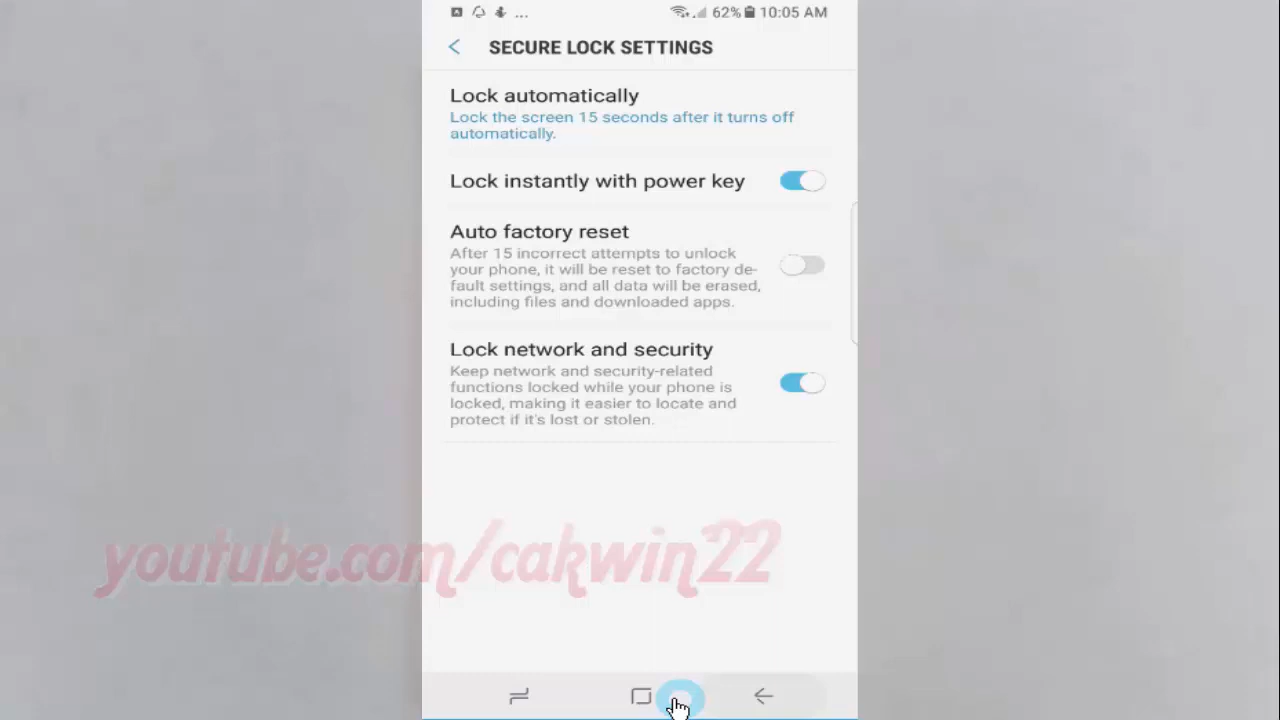 ... 62% 10:05 AM
SECURE LOCK SETTINGS
Lock automatically
Lock the screen 15 seconds after it turns off
automatically.
Lock instantly with power key
Auto factory reset
After 15 incorrect attempts to unlock
your phone, it will be reset to factory de-
fault settings, and all data will be erased,
including files and downloaded apps.
Lock network and security
Keep network and security-related
functions locked while your phone is
locked, making it easier to locate and
protect if it's lost or stolen.
youtube.com/cakwin22